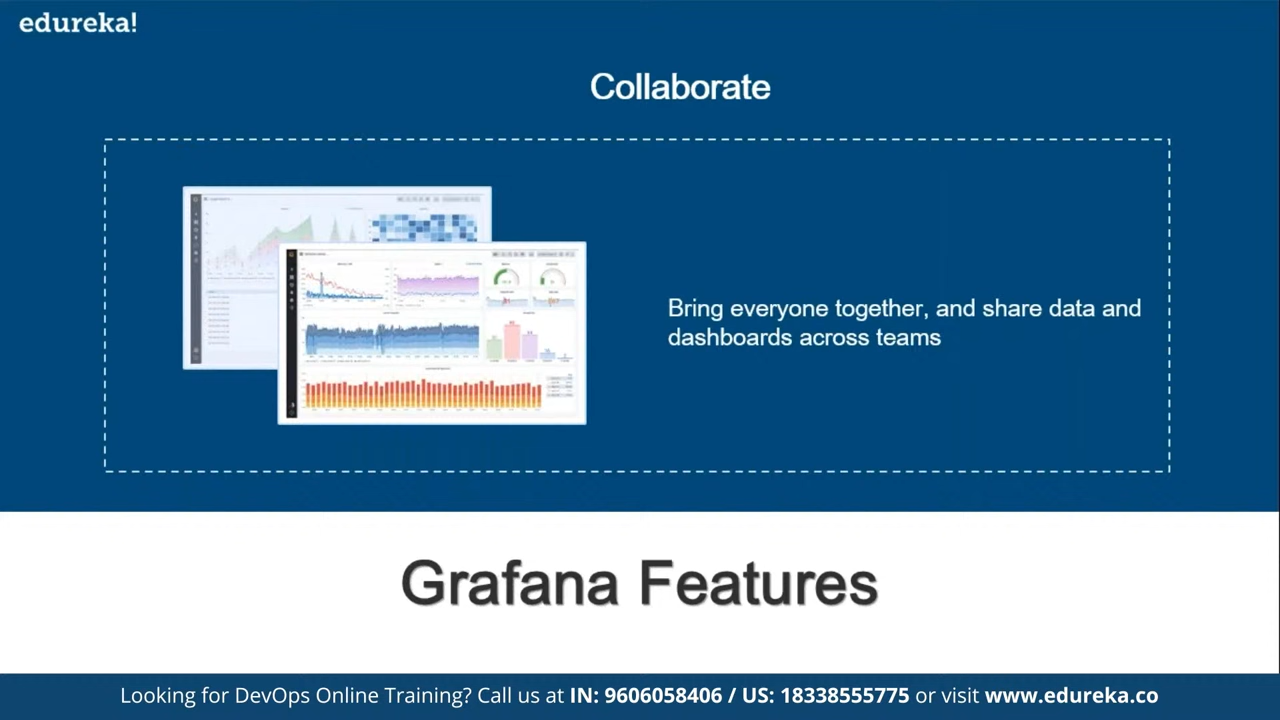 edureka!
Collaborate
Bring everyone together, and share data and
dashboards across teams
Grafana Features
Looking for DevOps Online Training? Call us at IN: 9606058406 / US: 18338555775 or visit www.edureka.co